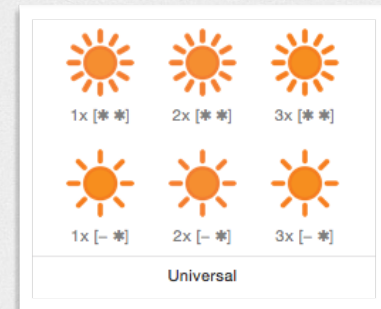 1x [✱ ✱] 2x [✱ ✱] 3x [✱ ✱]
1x [– ✱] 2x [– ✱] 3x [– ✱]
Universal